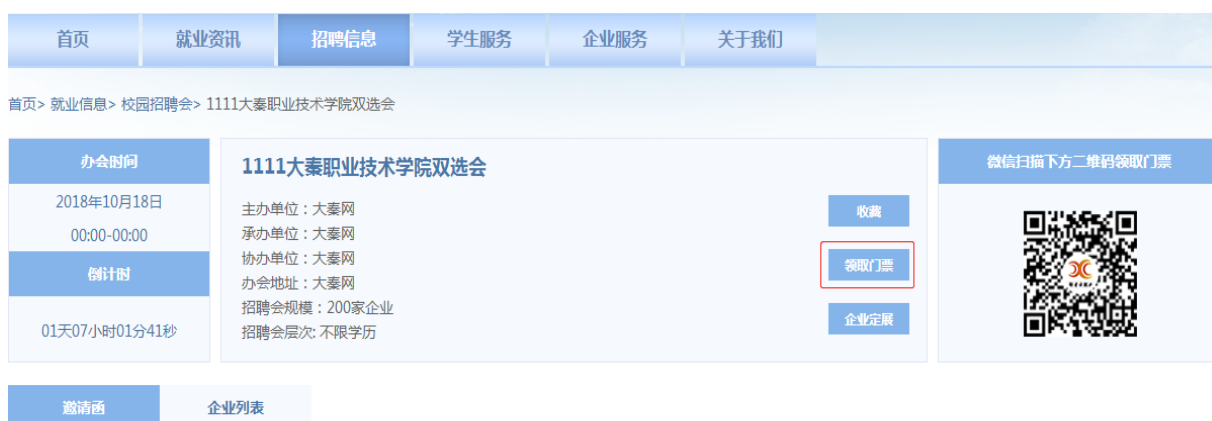 首页 就业资讯 招聘信息 学生服务 企业服务 关于我们
首页> 就业信息> 校园招聘会> 1111大秦职业技术学院双选会
办会时间
2018年10月18日
00:00-00:00
倒计时
01天07小时01分41秒
1111大秦职业技术学院双选会
主办单位：大秦网
承办单位：大秦网
协办单位：大秦网
办会地址：大秦网
招聘会规模：200家企业
招聘会层次: 不限学历
收藏
领取门票
企业定展
微信扫描下方二维码领取门票
邀请函 企业列表